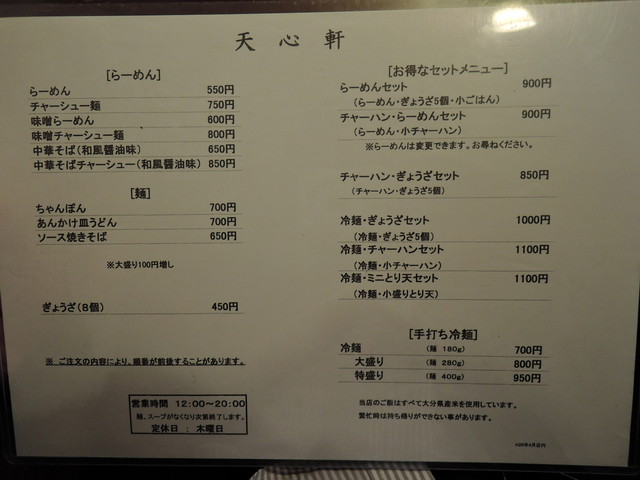 天心軒
[らーめん]
らーめん 550円
チャーシュー麺 750円
味噌らーめん 600円
味噌チャーシュー麺 800円
中華そば(和風醤油味) 650円
中華そばチャーシュー(和風醤油味) 850円
[麺]
ちゃんぽん 700円
あんかけ皿うどん 700円
ソース焼きそば 650円
※大盛り100円増し
ぎょうざ(8個) 450円
※ ご注文の内容により、順番が前後することがあります。
営業時間 12:00～20:00
麺、スープがなくなり次第終了します。
定休日 : 木曜日
[お得なセットメニュー]
らーめんセット 900円
(らーめん・ぎょうざ5個・小ごはん)
チャーハン・らーめんセット 900円
(らーめん・小チャーハン)
※らーめんは変更できます。お尋ねください。
チャーハン・ぎょうざセット 850円
(チャーハン・ぎょうざ5個)
冷麺・ぎょうざセット 1000円
(冷麺・ぎょうざ5個)
冷麺・チャーハンセット 1100円
(冷麺・小チャーハン)
冷麺・ミニとり天セット 1100円
(冷麺・小盛りとり天)
[手打ち冷麺]
冷麺 (麺 180g) 700円
大盛り (麺 280g) 800円
特盛り (麺 400g) 950円
当店のご飯はすべて大分県産米を使用しています。
繁忙時は持ち帰りができない事があります。